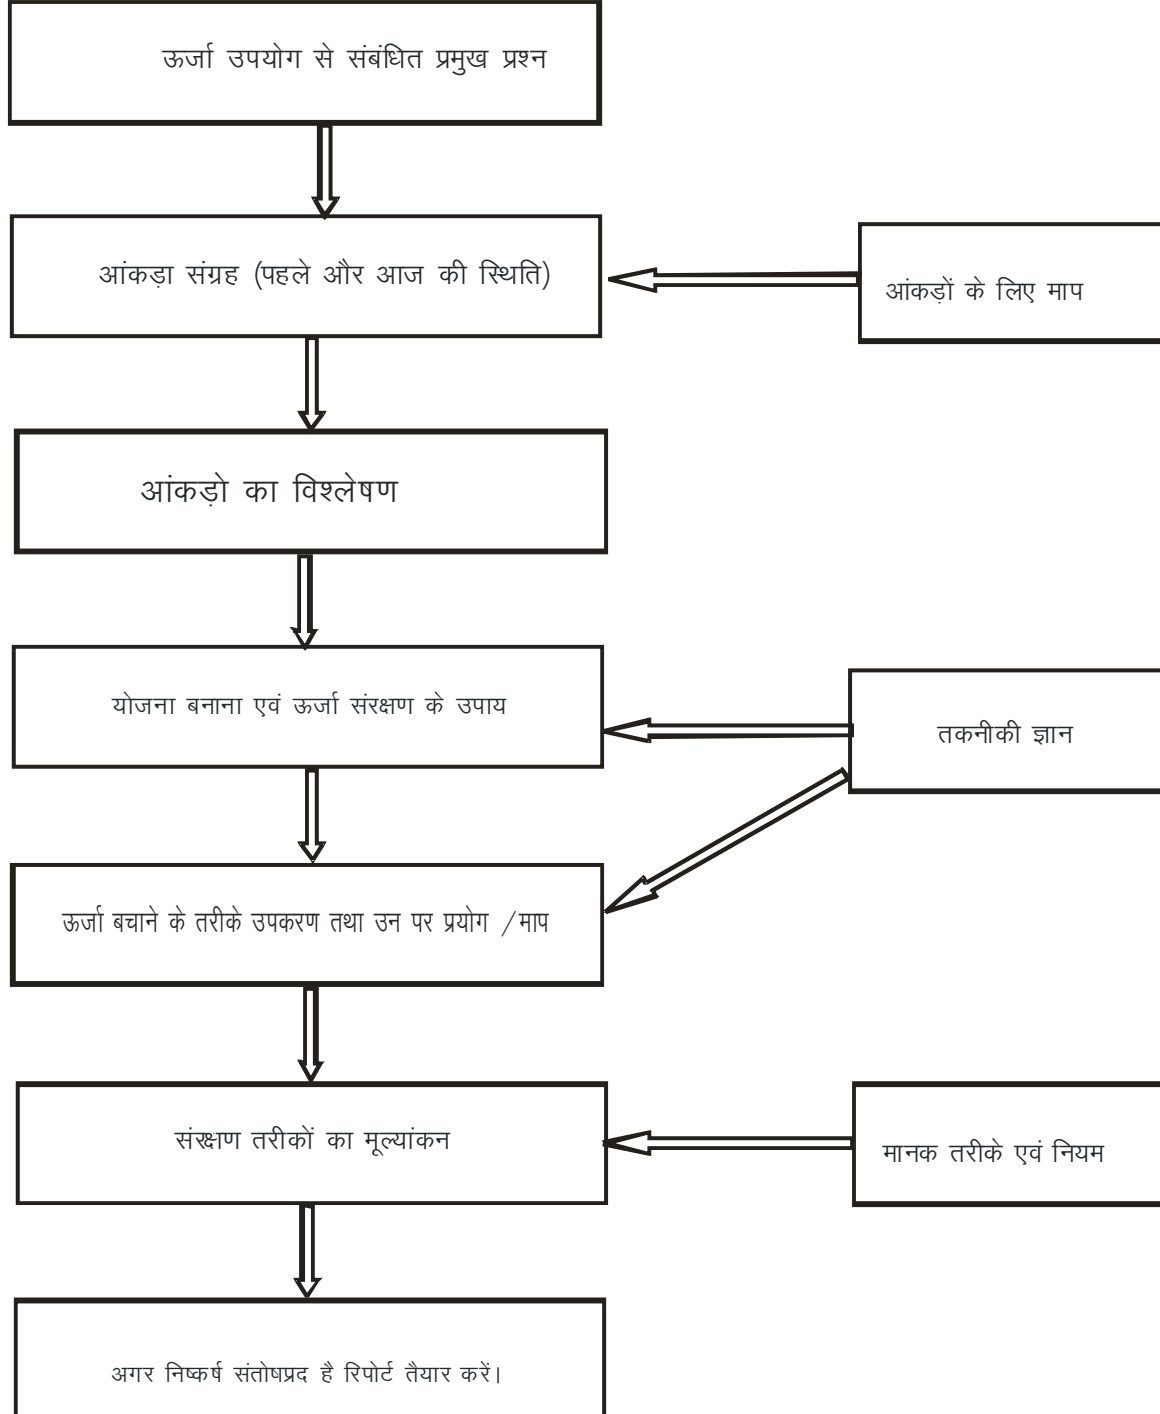 ऊर्जा उपयोग से संबंधित प्रमुख प्रश्न
आंकड़ा संग्रह (पहले और आज की स्थिति)
आंकड़ों के लिए माप
आंकड़ो का विश्लेषण
योजना बनाना एवं ऊर्जा संरक्षण के उपाय
तकनीकी ज्ञान
ऊर्जा बचाने के तरीके उपकरण तथा उन पर प्रयोग /माप
संरक्षाण तरीकों का मूल्यांकन
मानक तरीके एवं नियम
अगर निष्कर्ष संतोषप्रद है रिपोर्ट तैयार करें।